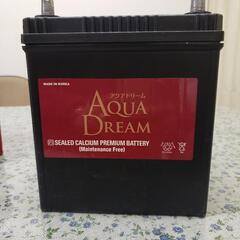 MADE IN KOREA
アクアドリーム
AQUA
DREAM
SEALED CALCIUM PREMIUM BATTERY
(Maintenance Free)